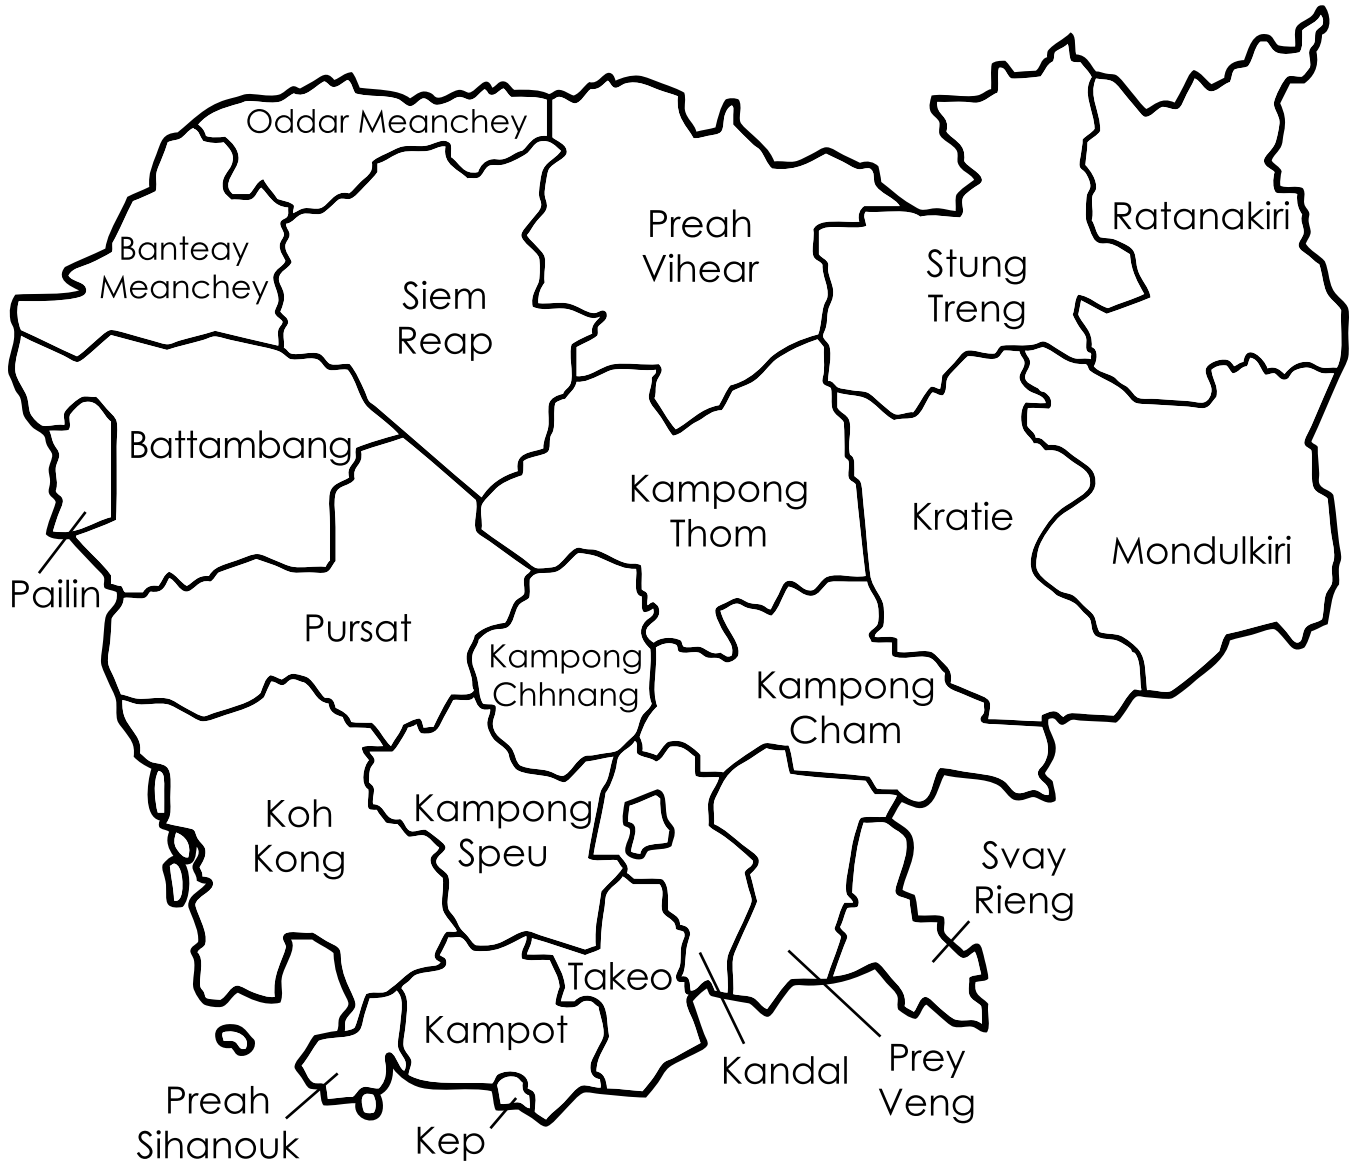 Oddar Meanchey
Preah
Vihear
Ratanakiri
Banteay
Meanchey
Siem
Reap
Stung
Treng
Battambang
Kampong
Thom
Kratie
Mondulkiri
Pailin
Pursat
Kampong
Chhnang
Kampong
Cham
Koh
Kong
Kampong
Speu
Svay
Rieng
Takeo
Kampot
Kandal
Prey
Veng
Preah
Sihanouk
Kep